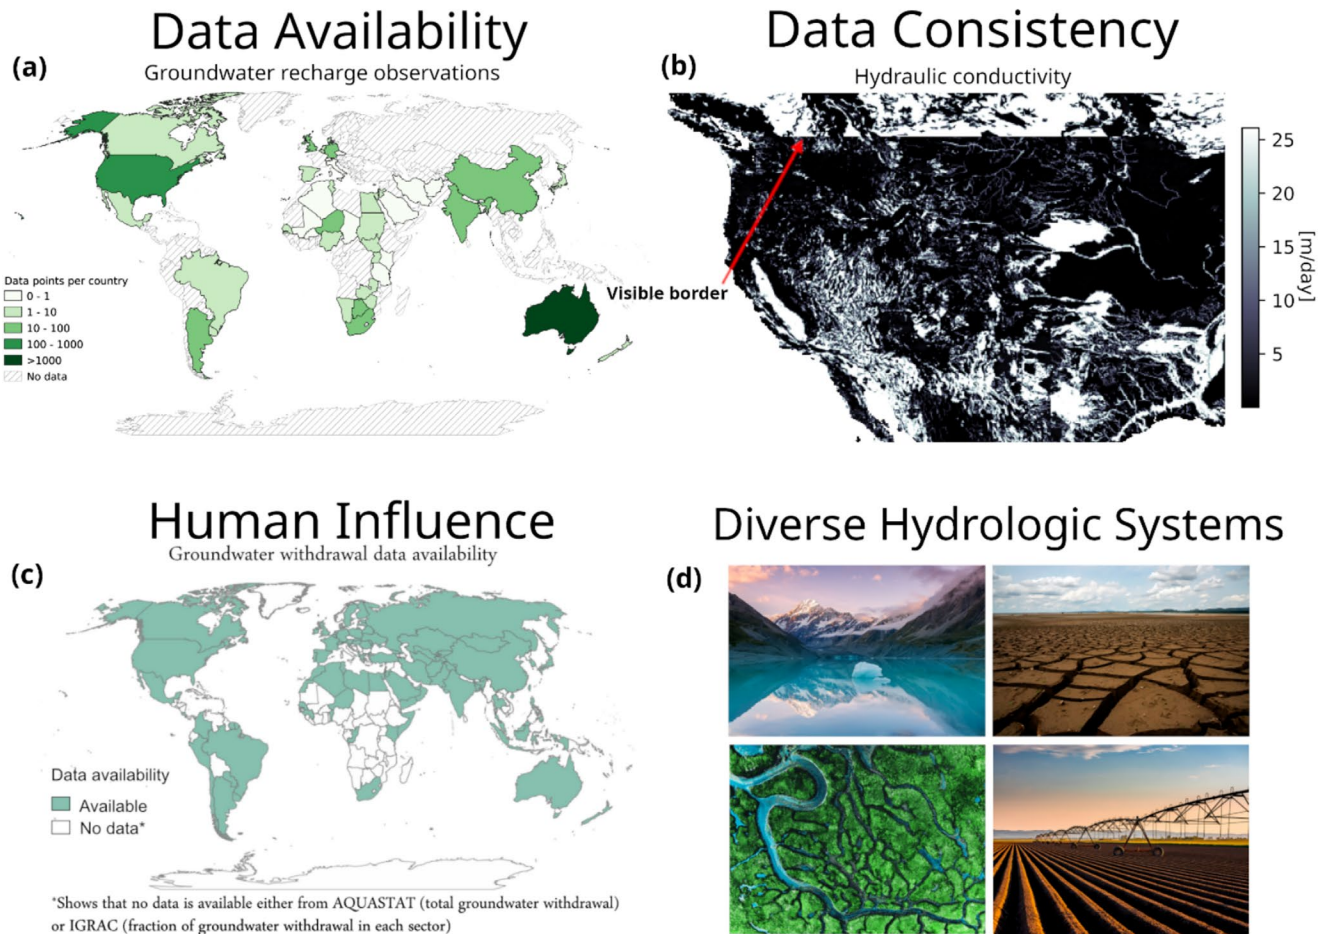 Data Availability
(a)
Groundwater recharge observations
Data points per country
0 - 1
1 - 10
10 - 100
100 - 1000
>1000
No data
Data Consistency
(b)
Hydraulic conductivity
Visible border
25
20
15
10
5
[m/day]
Human Influence
Groundwater withdrawal data availability
(c)
Data availability
Available
No data*
*Shows that no data is available either from AQUASTAT (total groundwater withdrawal)
or IGRAC (fraction of groundwater withdrawal in each sector)
Diverse Hydrologic Systems
(d)